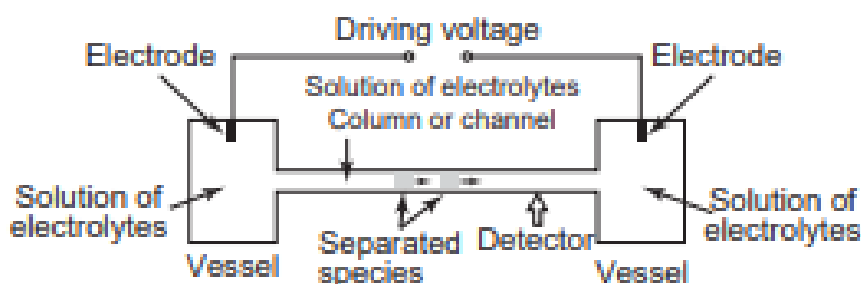 Driving voltage
Electrode
Electrode
Solution of electrolytes
Column or channel
Solution of
electrolytes
Solution of
electrolytes
Separated
species
Detector
Vessel
Vessel